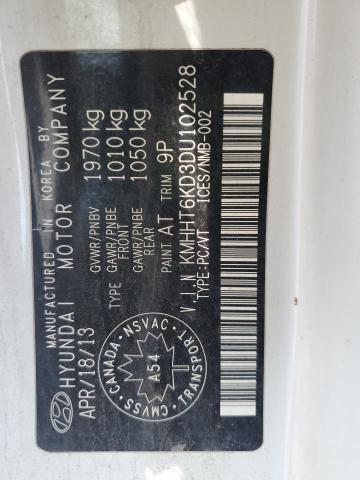 MANUFACTURED IN KOREA BY
HYUNDAI MOTOR COMPANY
APR/18/13
GVWR/PNBV 1970 kg
TYPE GAWR/PNBE FRONT 1010 kg
GAWR/PNBE REAR 1050 kg
PAINT AT TRIM 9P
V.I.N KMHHT6KD3DU102528
TYPE:PC/VT ICES/NMB-002
CANADA NSVAC TRANSPORT CMVSS
A54